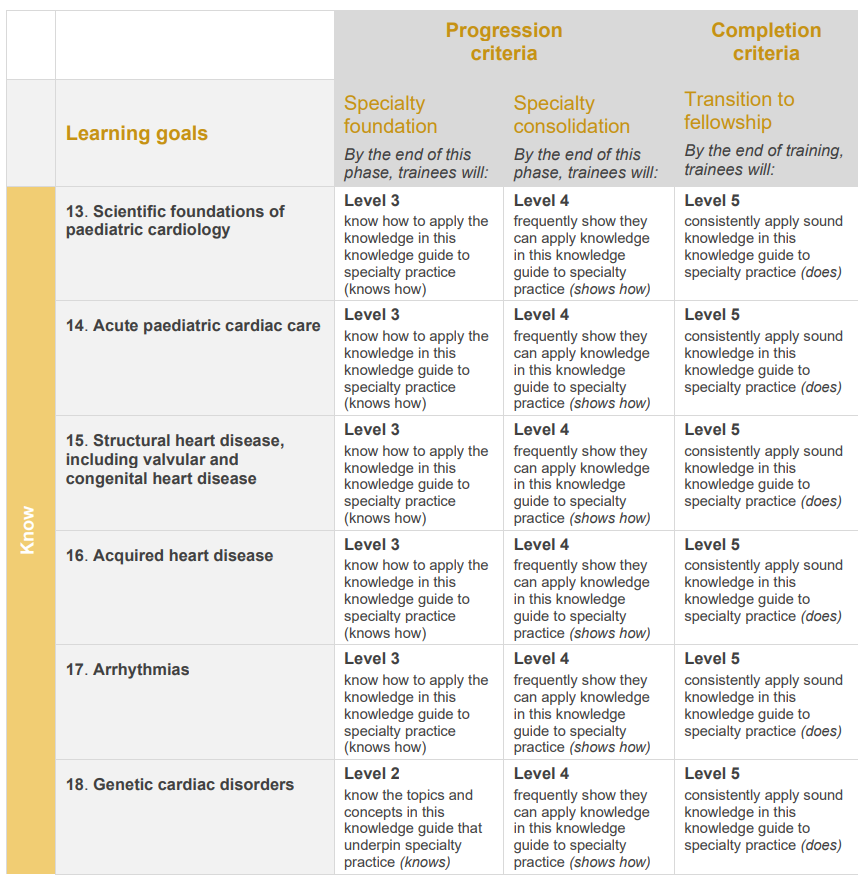 Progression
criteria
Completion
criteria
Learning goals
Specialty
foundation
By the end of this
phase, trainees will:
Specialty
consolidation
By the end of this
phase, trainees will:
Transition to
fellowship
By the end of training,
trainees will:
Know
13. Scientific foundations of
paediatric cardiology
Level 3
know how to apply the
knowledge in this
knowledge guide to
specialty practice
(knows how)
Level 4
frequently show they
can apply knowledge
in this knowledge
guide to specialty
practice (shows how)
Level 5
consistently apply sound
knowledge in this
knowledge guide to
specialty practice (does)
14. Acute paediatric cardiac care
Level 3
know how to apply the
knowledge in this
knowledge guide to
specialty practice
(knows how)
Level 4
frequently show they
can apply knowledge
in this knowledge
guide to specialty
practice (shows how)
Level 5
consistently apply sound
knowledge in this
knowledge guide to
specialty practice (does)
15. Structural heart disease,
including valvular and
congenital heart disease
Level 3
know how to apply the
knowledge in this
knowledge guide to
specialty practice
(knows how)
Level 4
frequently show they
can apply knowledge
in this knowledge
guide to specialty
practice (shows how)
Level 5
consistently apply sound
knowledge in this
knowledge guide to
specialty practice (does)
16. Acquired heart disease
Level 3
know how to apply the
knowledge in this
knowledge guide to
specialty practice
(knows how)
Level 4
frequently show they
can apply knowledge
in this knowledge
guide to specialty
practice (shows how)
Level 5
consistently apply sound
knowledge in this
knowledge guide to
specialty practice (does)
17. Arrhythmias
Level 3
know how to apply the
knowledge in this
knowledge guide to
specialty practice
(knows how)
Level 4
frequently show they
can apply knowledge
in this knowledge
guide to specialty
practice (shows how)
Level 5
consistently apply sound
knowledge in this
knowledge guide to
specialty practice (does)
18. Genetic cardiac disorders
Level 2
know the topics and
concepts in this
knowledge guide that
underpin specialty
practice (knows)
Level 4
frequently show they
can apply knowledge
in this knowledge
guide to specialty
practice (shows how)
Level 5
consistently apply sound
knowledge in this
knowledge guide to
specialty practice (does)